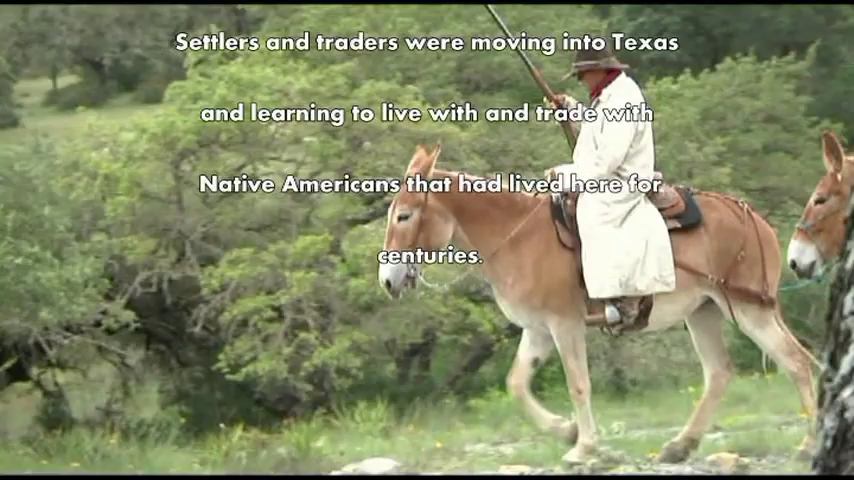 Settlers and traders were moving into Texas
and learning to live with and trade with
Native Americans that had lived here for
centuries.